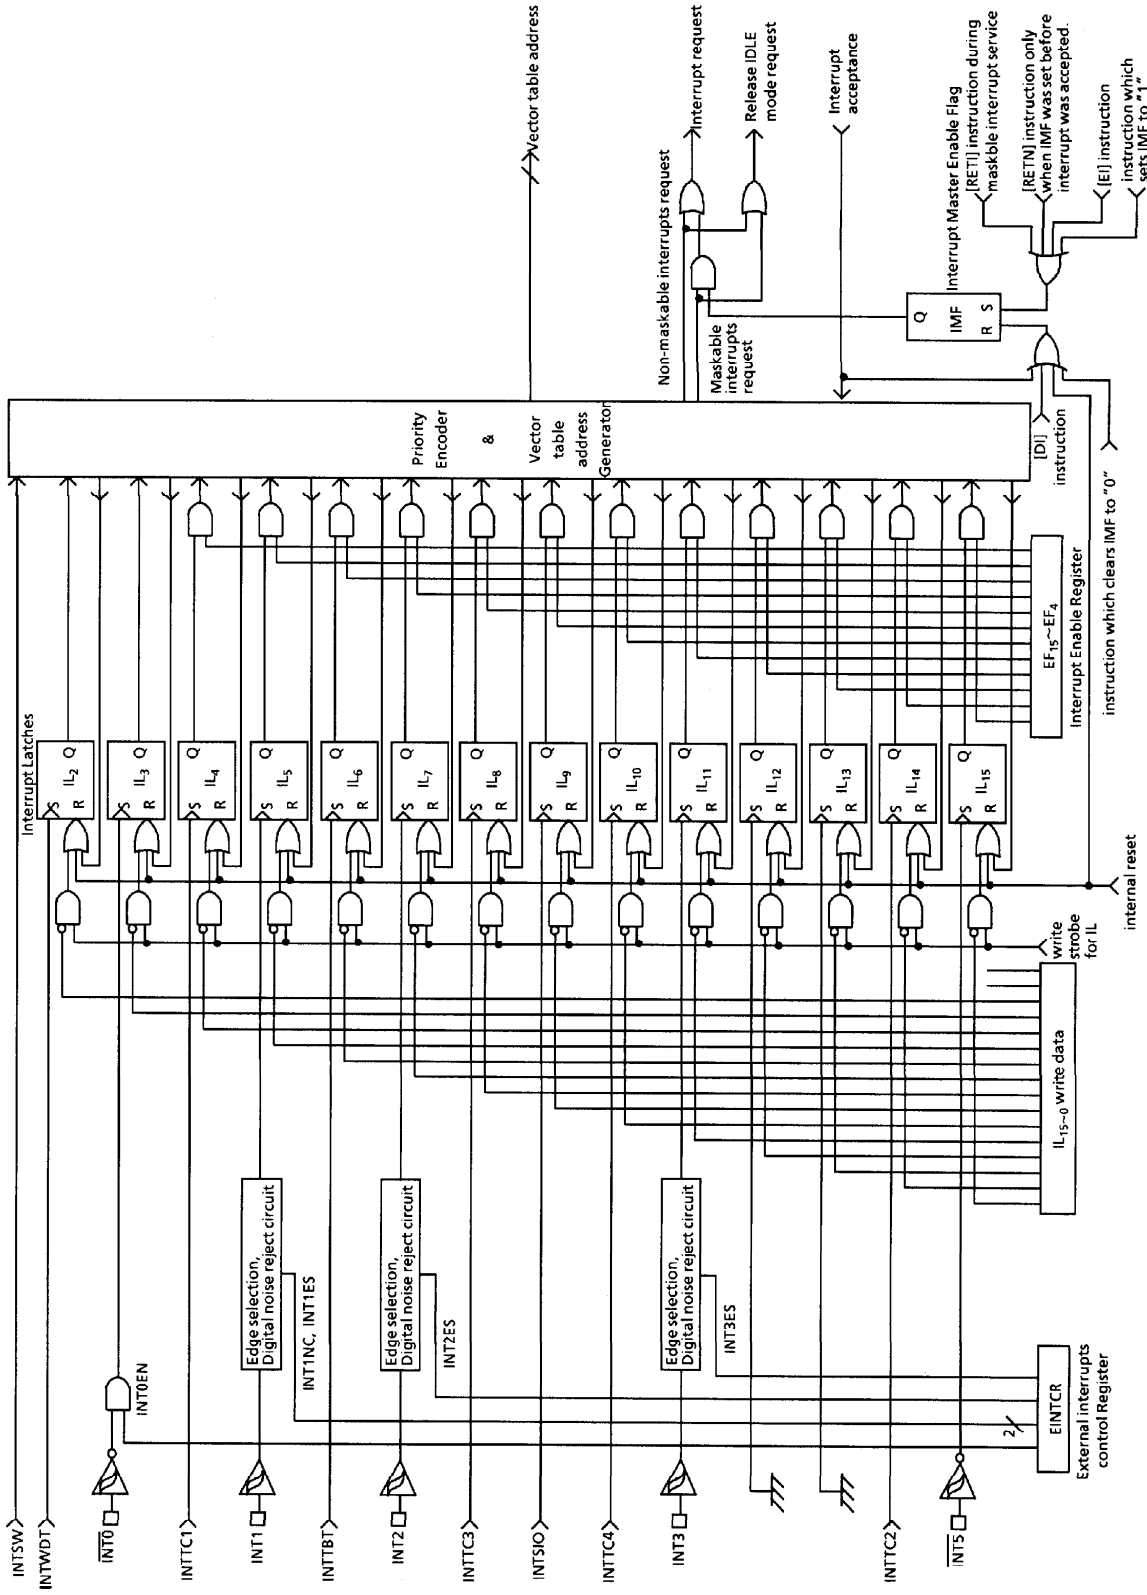 INTSW
INTWDT
INT0
INTTC1
INT1
INTTBT
INT2
INTTC3
INTSIO
INTTC4
INT3
INTTC2
INT5
INT0EN
Edge selection,
Digital noise reject circuit
INT1NC, INT1ES
Edge selection,
Digital noise reject circuit
INT2ES
Edge selection,
Digital noise reject circuit
INT3ES
2
EINTCR
External interrupts
control Register
IL15~0 write data
write
strobe
for IL
internal reset
Interrupt Latches
S IL2 Q
R
S IL3 Q
R
S IL4 Q
R
S IL5 Q
R
S IL6 Q
R
S IL7 Q
R
S IL8 Q
R
S IL9 Q
R
S IL10 Q
R
S IL11 Q
R
S IL12 Q
R
S IL13 Q
R
S IL14 Q
R
S IL15 Q
R
EF15~EF4
Interrupt Enable Register
instruction which clears IMF to "0"
Priority
Encoder
&
Vector
table
address
Generator
[DI]
instruction
Vector table address
Non-maskable interrupts request
Maskable
interrupts
request
Interrupt request
Release IDLE
mode request
Interrupt
acceptance
Q
IMF
R S
Interrupt Master Enable Flag
[RETI] instruction during
maskble interrupt service
[RETN] instruction only
when IMF was set before
interrupt was accepted.
[EI] instruction
instruction which
sets IMF to "1"